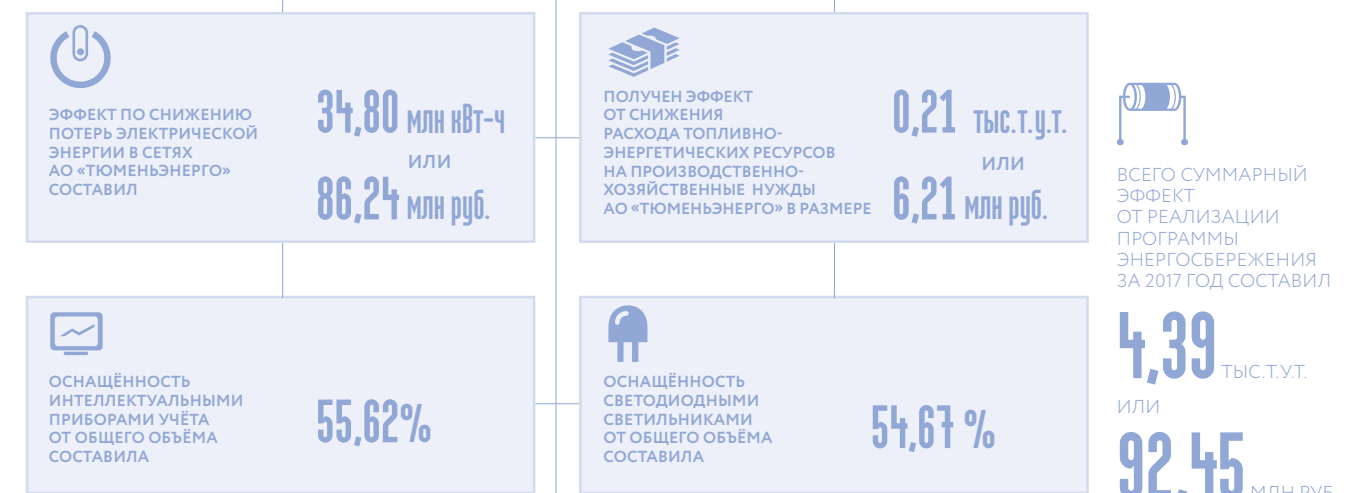 ЭФФЕКТ ПО СНИЖЕНИЮ
ПОТЕРЬ ЭЛЕКТРИЧЕСКОЙ
ЭНЕРГИИ В СЕТЯХ
АО «ТЮМЕНЬЭНЕРГО»
СОСТАВИЛ
34,80 МЛН кВТ-Ч
ИЛИ
86,24 МЛН руб.
ПОЛУЧЕН ЭФФЕКТ
ОТ СНИЖЕНИЯ
РАСХОДА ТОПЛИВНО-
ЭНЕРГЕТИЧЕСКИХ РЕСУРСОВ
НА ПРОИЗВОДСТВЕННО-
ХОЗЯЙСТВЕННЫЕ НУЖДЫ
АО «ТЮМЕНЬЭНЕРГО» В РАЗМЕРЕ
0,21 ТЫС.Т.У.Т.
ИЛИ
6,21 МЛН руб.
ОСНАЩЁННОСТЬ
ИНТЕЛЛЕКТУАЛЬНЫМИ
ПРИБОРАМИ УЧЁТА
ОТ ОБЩЕГО ОБЪЁМА
СОСТАВИЛА
55,62%
ОСНАЩЁННОСТЬ
СВЕТОДИОДНЫМИ
СВЕТИЛЬНИКАМИ
ОТ ОБЩЕГО ОБЪЁМА
СОСТАВИЛА
54,67 %
ВСЕГО СУММАРНЫЙ
ЭФФЕКТ
ОТ РЕАЛИЗАЦИИ
ПРОГРАММЫ
ЭНЕРГОСБЕРЕЖЕНИЯ
ЗА 2017 ГОД СОСТАВИЛ
4,39 ТЫС.Т.У.Т.
ИЛИ
92,45 МЛН РУБ